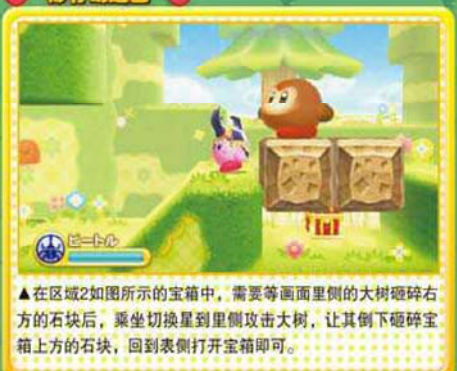 ビートル
▲在区域2如图所示的宝箱中，需要等画面里侧的大树砸碎右
方的石块后，乘坐切换星到里侧攻击大树，让其倒下砸碎宝
箱上方的石块，回到表侧打开宝箱即可。